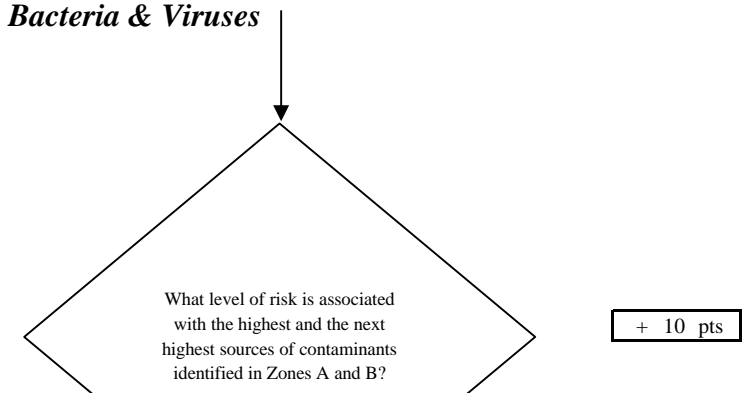 Bacteria & Viruses
What level of risk is associated
with the highest and the next
highest sources of contaminants
identified in Zones A and B?
+ 10 pts